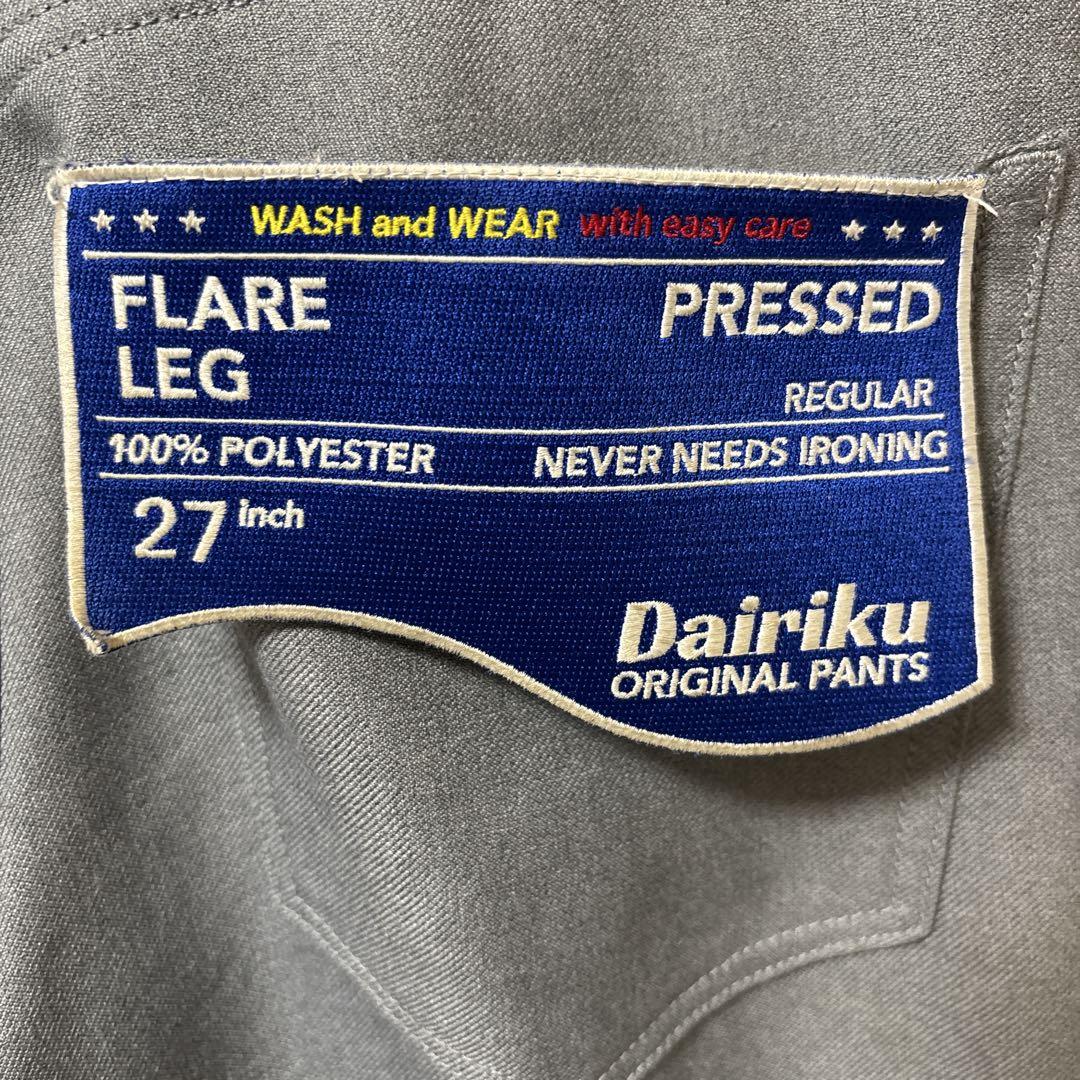 WASH and WEAR with easy care
FLARE
LEG
PRESSED
REGULAR
100% POLYESTER
NEVER NEEDS IRONING
27 inch
Dairiku
ORIGINAL PANTS